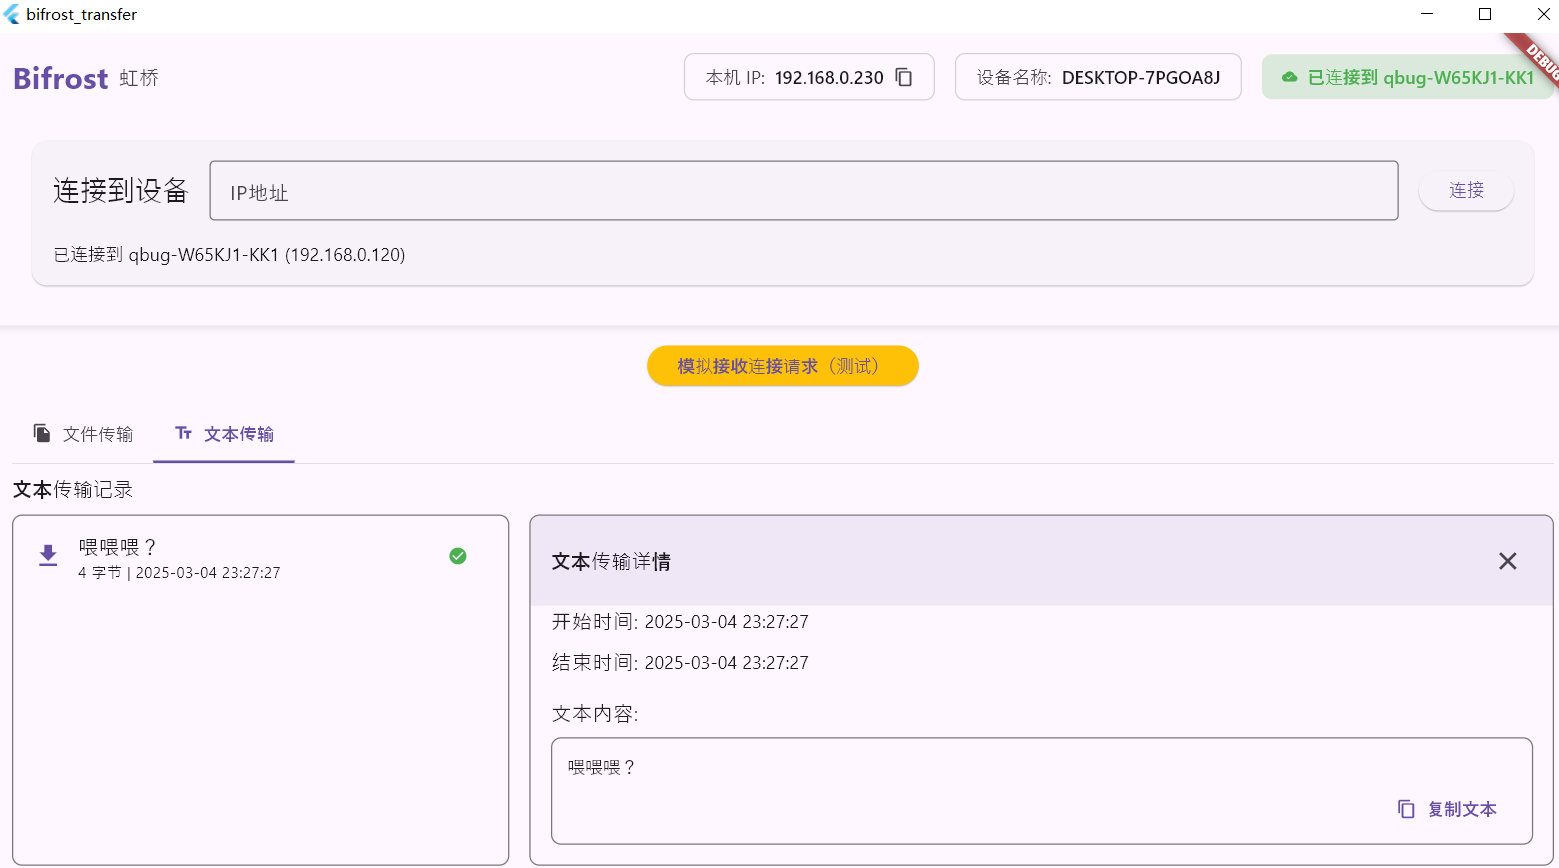 bifrost_transfer
DEBUG
Bifrost 虹桥
本机 IP: 192.168.0.230
设备名称: DESKTOP-7PGOA8J
已连接到 qbug-W65KJ1-KK1
连接到设备
IP地址
连接
已连接到 qbug-W65KJ1-KK1 (192.168.0.120)
模拟接收连接请求（测试）
文件传输
文本传输
文本传输记录
喂喂喂？
4 字节 | 2025-03-04 23:27:27
文本传输详情
开始时间: 2025-03-04 23:27:27
结束时间: 2025-03-04 23:27:27
文本内容:
喂喂喂？
复制文本